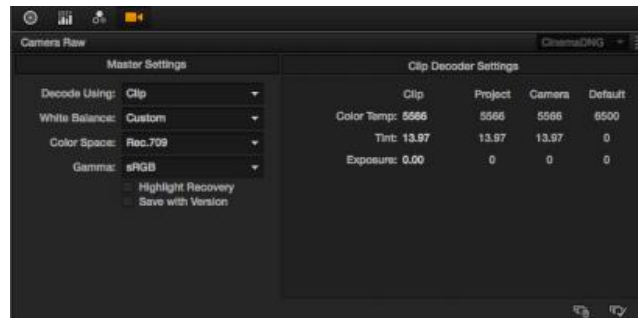 Camera Raw CinemaDNG
Master Settings
Decode Using: Clip
White Balance: Custom
Color Space: Rec.709
Gamma: sRGB
Highlight Recovery
Save with Version
Clip Decoder Settings
Clip Project Camera Default
Color Temp: 5566 5566 5566 6500
Tint: 13.97 13.97 13.97 0
Exposure: 0.00 0 0 0